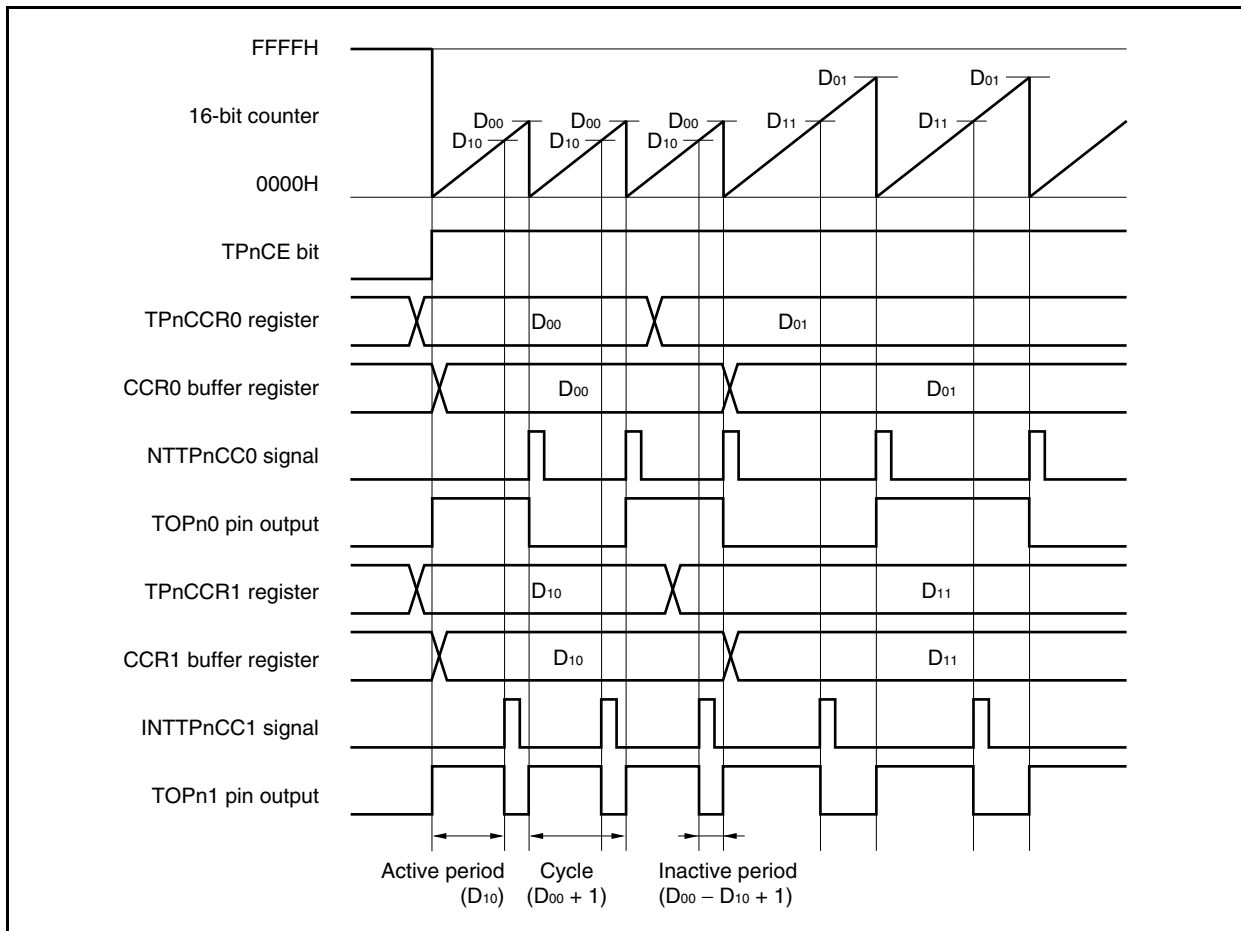 FFFFH
D01 D01
16-bit counter D00 D00 D00 D11 D11
D10 D10 D10
0000H
TPnCE bit
TPnCCR0 register D00 D01
CCR0 buffer register D00 D01
NTTPnCC0 signal
TOPn0 pin output
TPnCCR1 register D10 D11
CCR1 buffer register D10 D11
INTTPnCC1 signal
TOPn1 pin output
Active period Cycle Inactive period
(D10) (D00 + 1) (D00 − D10 + 1)